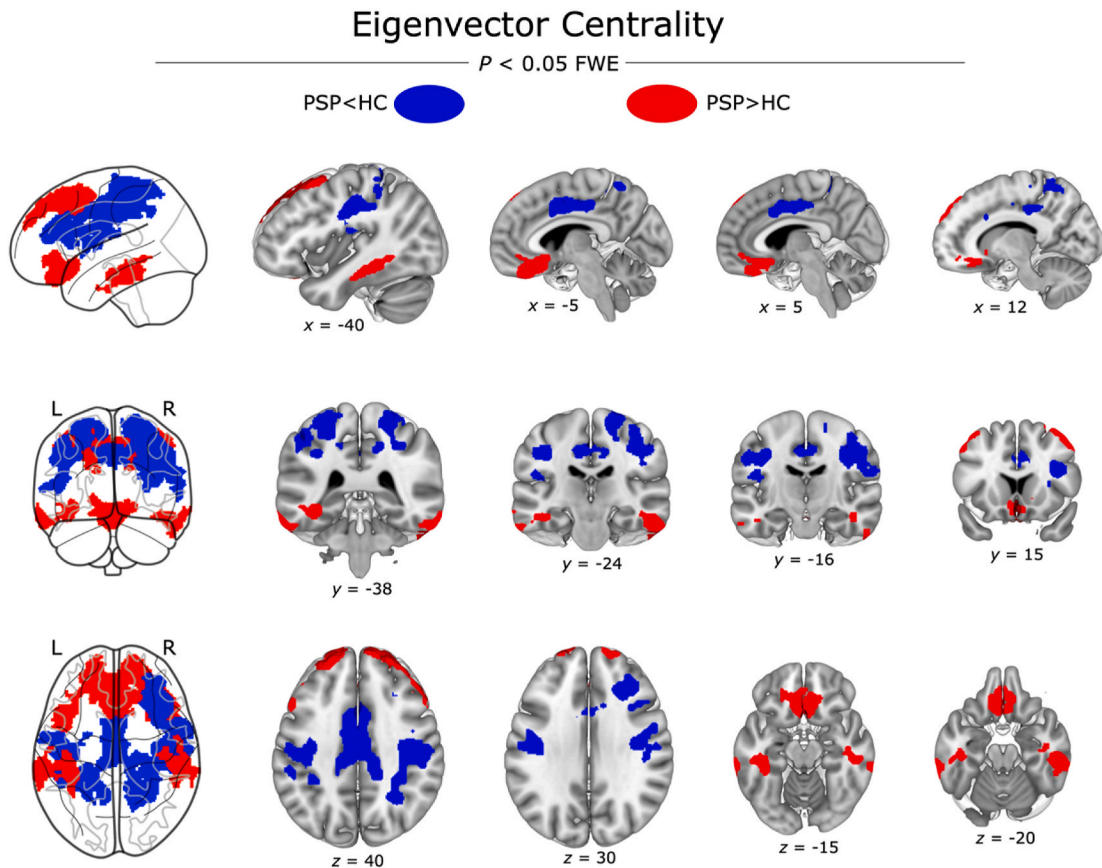 Eigenvector Centrality
P < 0.05 FWE
PSP<HC
PSP>HC
x = -40
x = -5
x = 5
x = 12
L R
y = -38
y = -24
y = -16
y = 15
L R
z = 40
z = 30
z = -15
z = -20